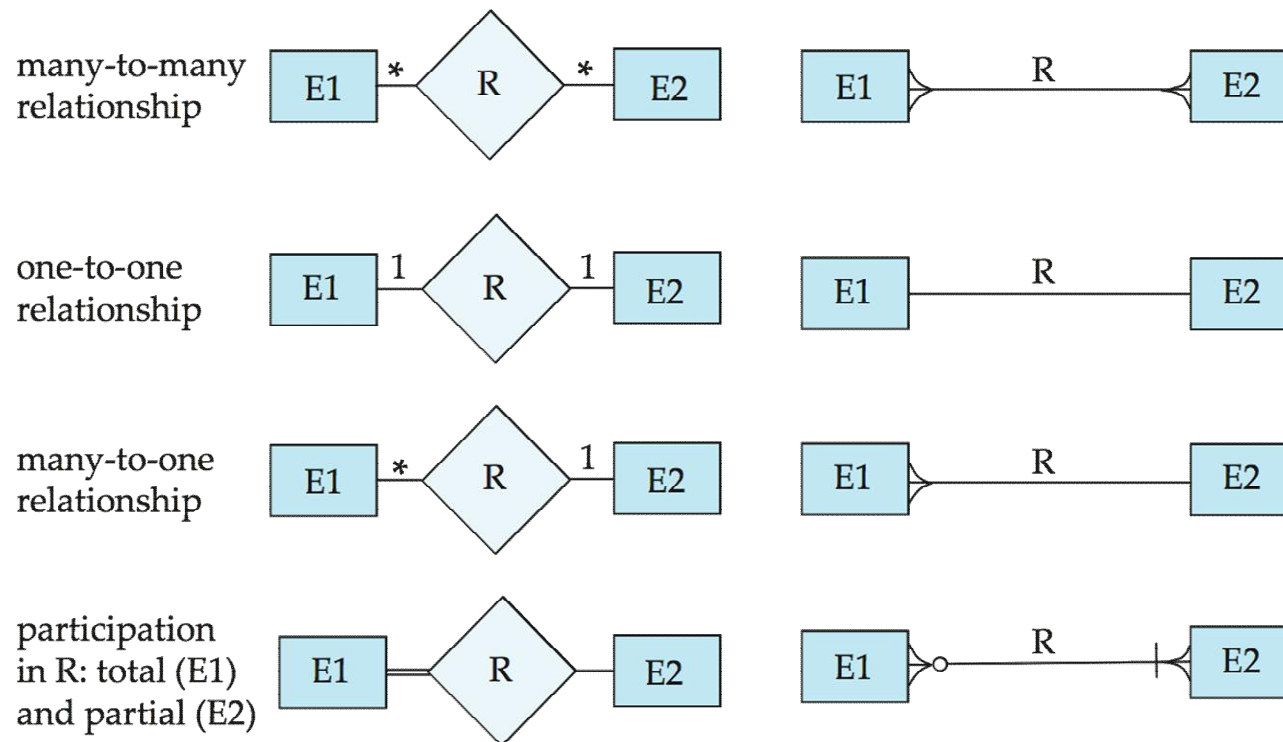 many-to-many
relationship
E1 * R * E2
E1 R E2
one-to-one
relationship
E1 1 R 1 E2
E1 R E2
many-to-one
relationship
E1 * R 1 E2
E1 R E2
participation
in R: total (E1)
and partial (E2)
E1 R E2
E1 R E2